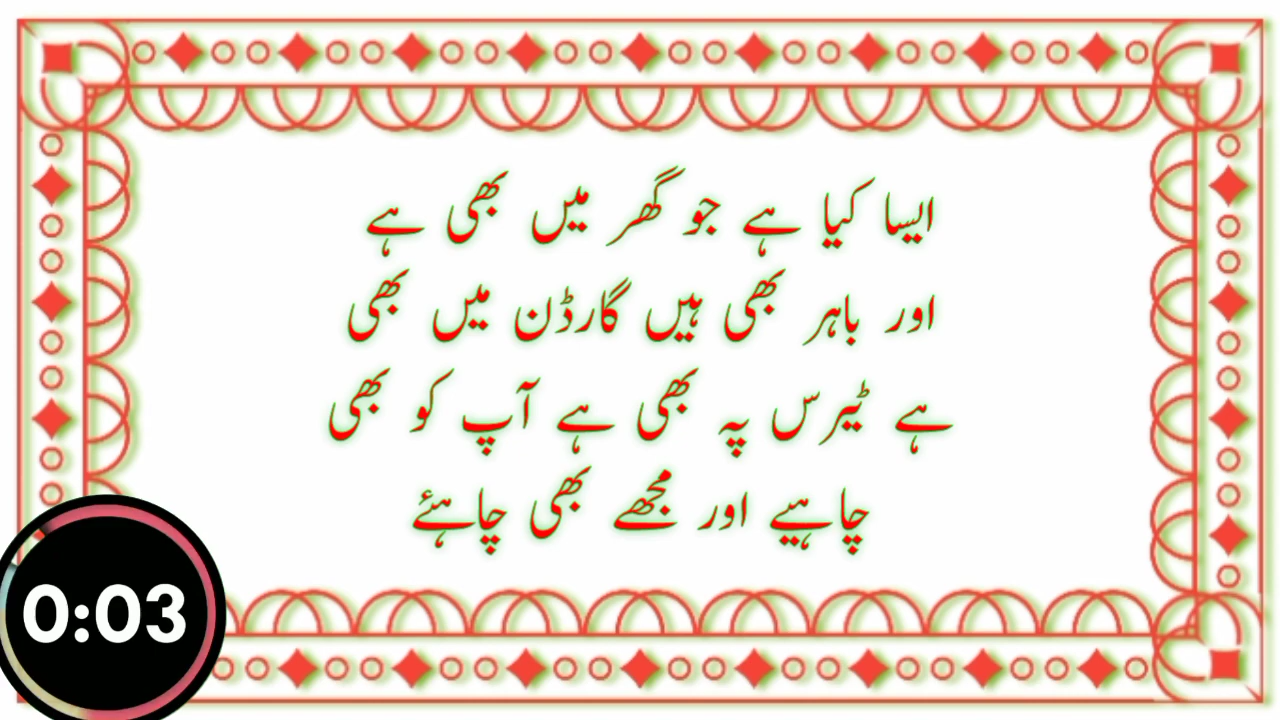 ایسا کیا ہے جو گھر میں بھی ہے
اور باہر بھی ہیں گارڈن میں بھی
ہے ٹیرس پہ بھی ہے آپ کو بھی
چاہیے اور مجھے بھی چاہئے
0:03